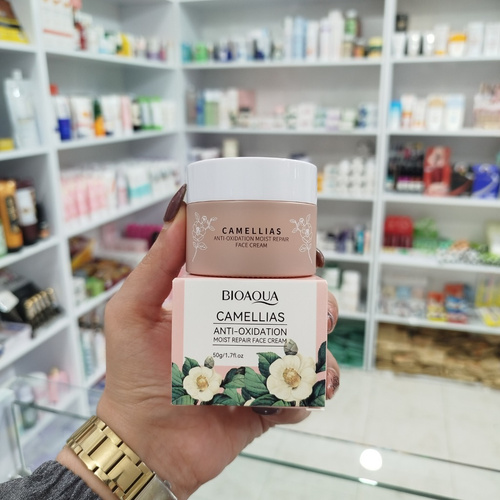 CAMELLIAS
ANTI-OXIDATION MOIST REPAIR
FACE CREAM
BIOAQUA
CAMELLIAS
ANTI-OXIDATION
MOIST REPAIR FACE CREAM
50g/1.7fl.oz